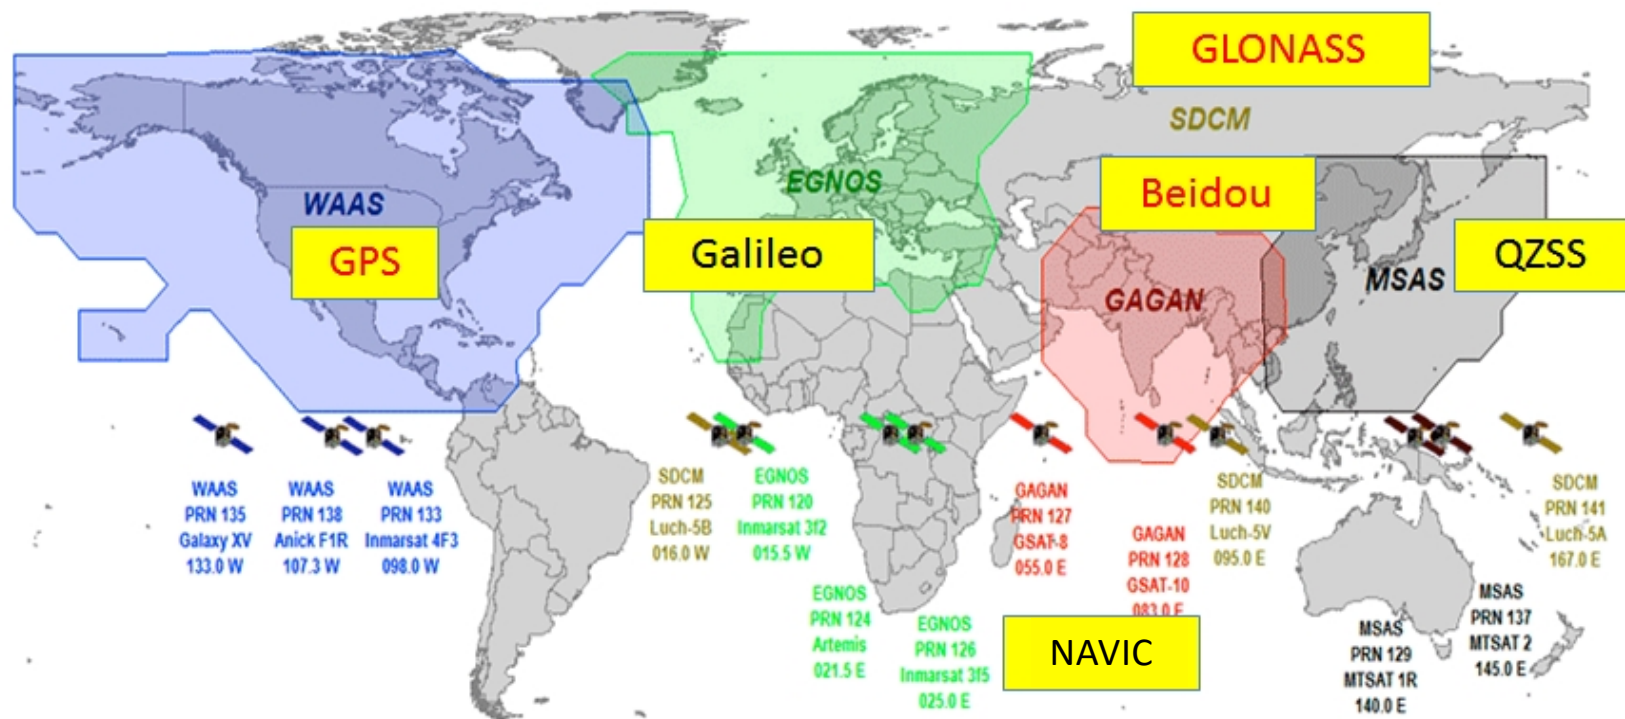 GLONASS
SDCM
Beidou
EGNOS
WAAS
GPS
Galileo
QZSS
MSAS
GAGAN
WAAS
PRN 135
Galaxy XV
133.0 W
WAAS
PRN 138
Anick F1R
107.3 W
WAAS
PRN 133
Inmarsat 4F3
098.0 W
SDCM
PRN 125
Luch-5B
016.0 W
EGNOS
PRN 120
Inmarsat 3f2
015.5 W
EGNOS
PRN 124
Artemis
021.5 E
EGNOS
PRN 126
Inmarsat 3f5
025.0 E
GAGAN
PRN 127
GSAT-8
055.0 E
GAGAN
PRN 128
GSAT-10
083.0 E
SDCM
PRN 140
Luch-5V
095.0 E
NAVIC
MSAS
PRN 129
MTSAT 1R
140.0 E
MSAS
PRN 137
MTSAT 2
145.0 E
SDCM
PRN 141
Luch-5A
167.0 E